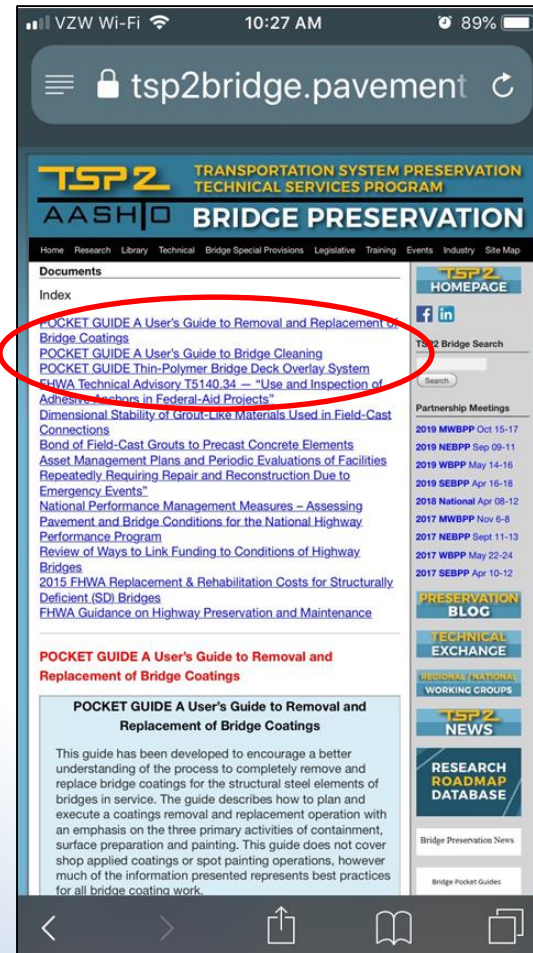 VZW Wi-Fi 10:27 AM 89%
tsp2bridge.pavement
TSP2
TRANSPORTATION SYSTEM PRESERVATION
TECHNICAL SERVICES PROGRAM
AASHTO BRIDGE PRESERVATION
Home Research Library Technical Bridge Special Provisions Legislative Training Events Industry Site Map
Documents
Index
POCKET GUIDE A User's Guide to Removal and Replacement of
Bridge Coatings
POCKET GUIDE A User's Guide to Bridge Cleaning
POCKET GUIDE Thin-Polymer Bridge Deck Overlay System
FHWA Technical Advisory T5140.34 — "Use and Inspection of
Adhesive Anchors in Federal-Aid Projects"
Dimensional Stability of Grout-Like Materials Used in Field-Cast
Connections
Bond of Field-Cast Grouts to Precast Concrete Elements
Asset Management Plans and Periodic Evaluations of Facilities
Repeatedly Requiring Repair and Reconstruction Due to
Emergency Events"
National Performance Management Measures – Assessing
Pavement and Bridge Conditions for the National Highway
Performance Program
Review of Ways to Link Funding to Conditions of Highway
Bridges
2015 FHWA Replacement & Rehabilitation Costs for Structurally
Deficient (SD) Bridges
FHWA Guidance on Highway Preservation and Maintenance
POCKET GUIDE A User's Guide to Removal and
Replacement of Bridge Coatings
POCKET GUIDE A User's Guide to Removal and
Replacement of Bridge Coatings
This guide has been developed to encourage a better
understanding of the process to completely remove and
replace bridge coatings for the structural steel elements of
bridges in service. The guide describes how to plan and
execute a coatings removal and replacement operation with
an emphasis on the three primary activities of containment,
surface preparation and painting. This guide does not cover
shop applied coatings or spot painting operations, however
much of the information presented represents best practices
for all bridge coating work.
TSP2
HOMEPAGE
f in
TSP2 Bridge Search
Search
Partnership Meetings
2019 MWBPP Oct 15-17
2019 NEBPP Sep 09-11
2019 WBPP May 14-16
2019 SEBPP Apr 16-18
2018 National Apr 08-12
2017 MWBPP Nov 6-8
2017 NEBPP Sept 11-13
2017 WBPP May 22-24
2017 SEBPP Apr 10-12
PRESERVATION
BLOG
TECHNICAL
EXCHANGE
REGIONAL / NATIONAL
WORKING GROUPS
TSP2
NEWS
RESEARCH
ROADMAP
DATABASE
Bridge Preservation News
Bridge Pocket Guides